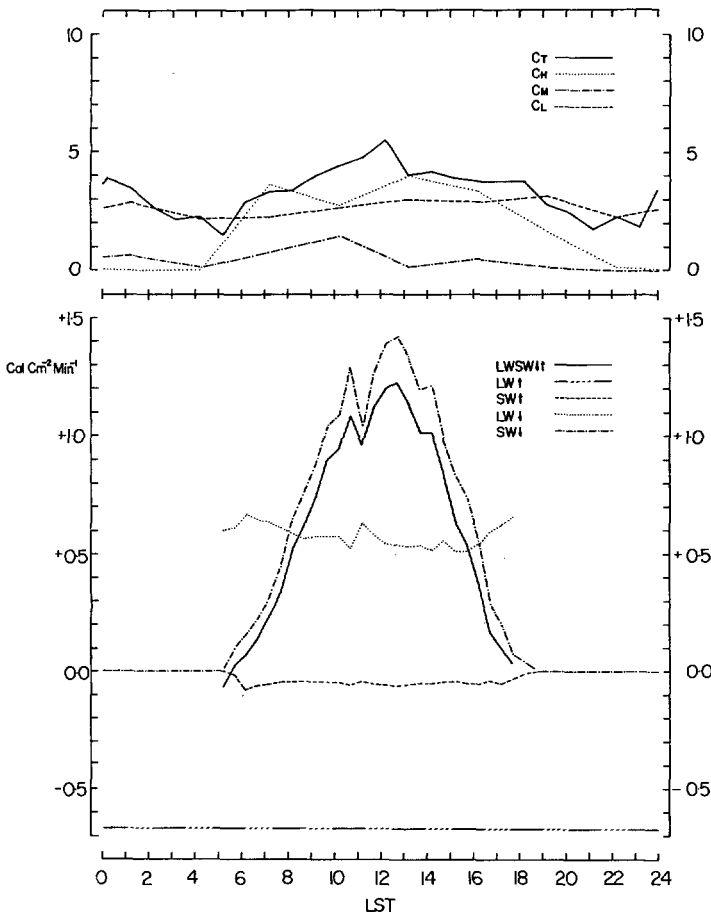 10 10
CT
CH
CM
CL
5 5
0 0
+1·5 +1·5
Cal Cm⁻² Min⁻¹
LWSW↓↑
LW↑
SW↑
LW↓
SW↓
+1·0 +1·0
+0·5 +0·5
0·0 0·0
-0·5 -0·5
0 2 4 6 8 10 12 14 16 18 20 22 24
LST